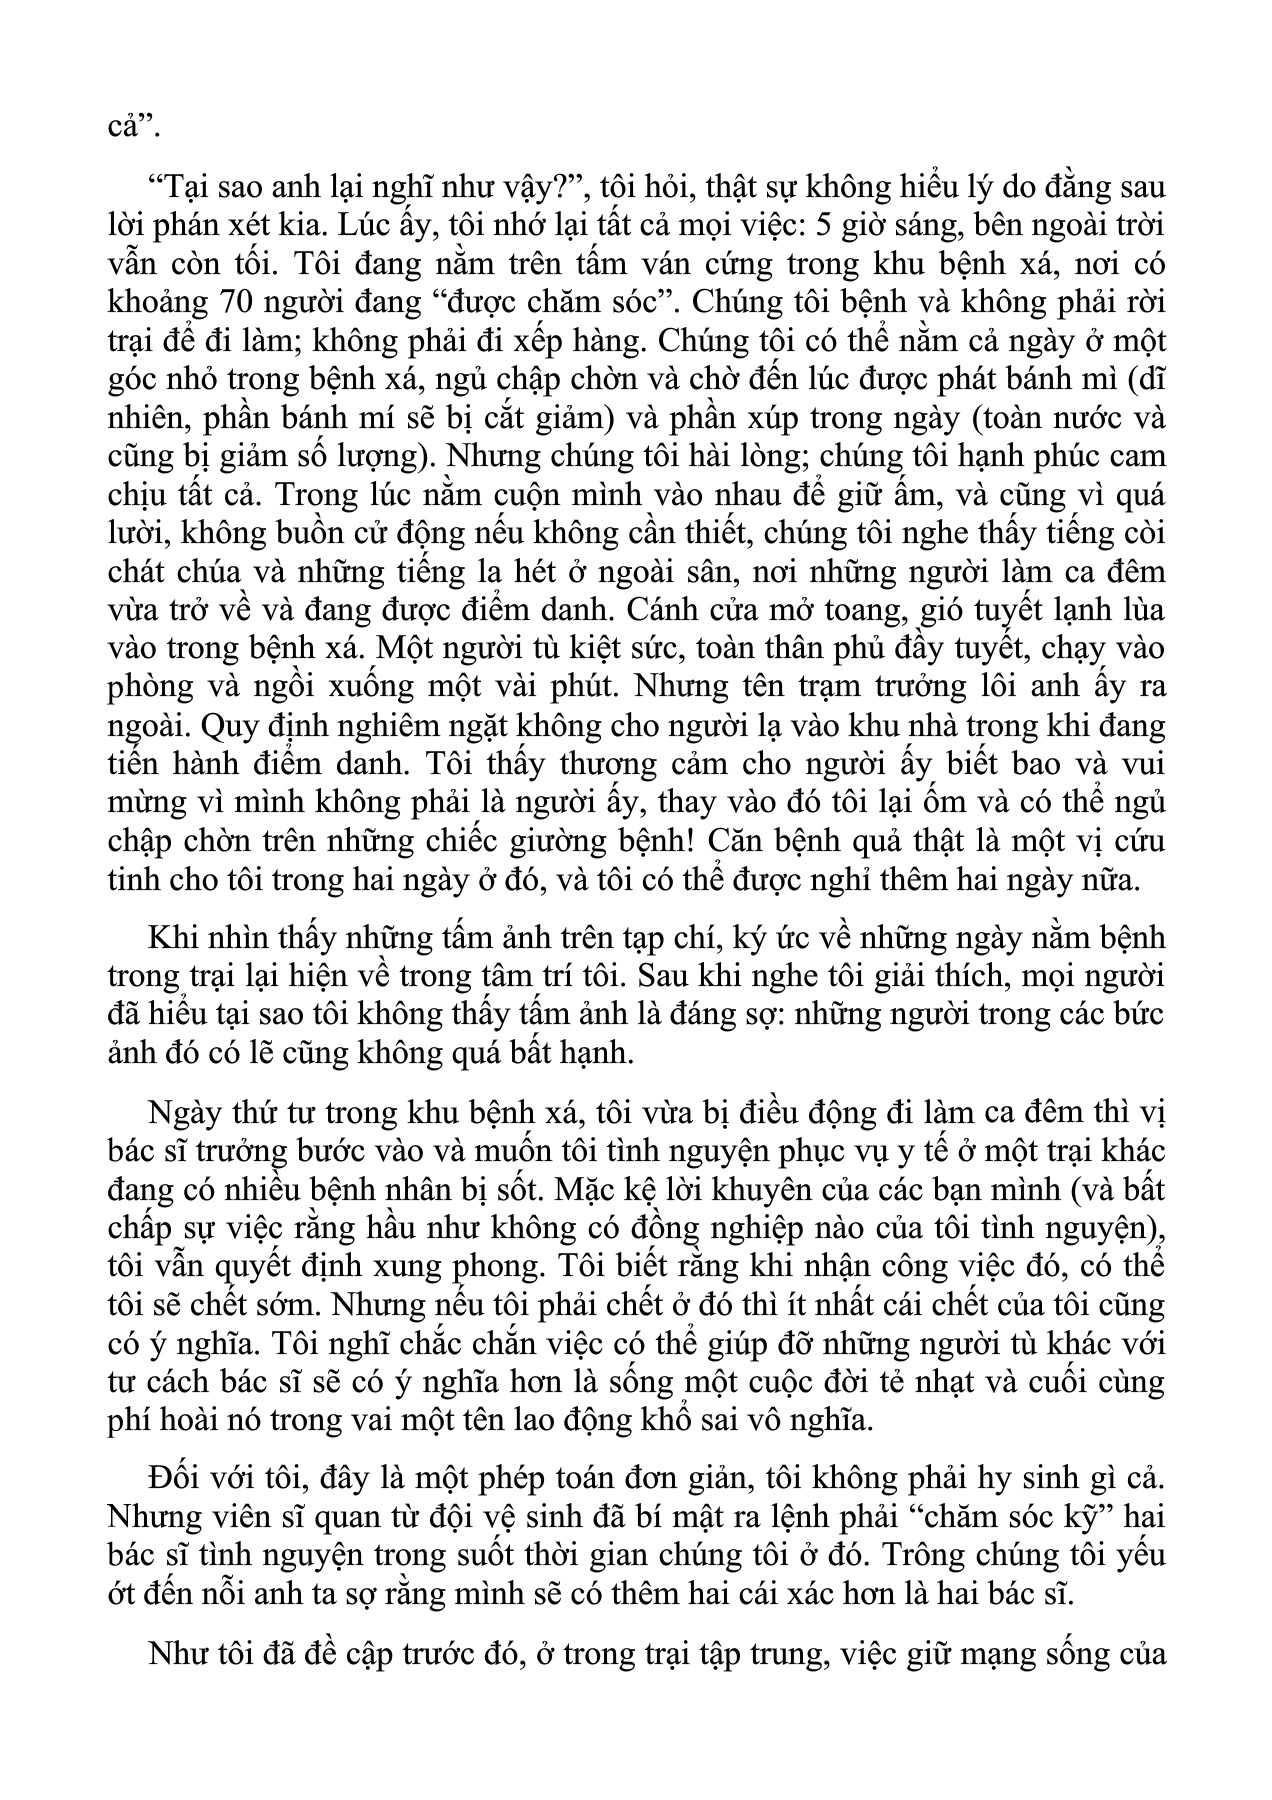 cả”.
“Tại sao anh lại nghĩ như vậy?”, tôi hỏi, thật sự không hiểu lý do đằng sau
lời phán xét kia. Lúc ấy, tôi nhớ lại tất cả mọi việc: 5 giờ sáng, bên ngoài trời
vẫn còn tối. Tôi đang nằm trên tấm ván cứng trong khu bệnh xá, nơi có
khoảng 70 người đang “được chăm sóc”. Chúng tôi bệnh và không phải rời
trại để đi làm; không phải đi xếp hàng. Chúng tôi có thể nằm cả ngày ở một
góc nhỏ trong bệnh xá, ngủ chập chờn và chờ đến lúc được phát bánh mì (dĩ
nhiên, phần bánh mí sẽ bị cắt giảm) và phần xúp trong ngày (toàn nước và
cũng bị giảm số lượng). Nhưng chúng tôi hài lòng; chúng tôi hạnh phúc cam
chịu tất cả. Trong lúc nằm cuộn mình vào nhau để giữ ấm, và cũng vì quá
lười, không buồn cử động nếu không cần thiết, chúng tôi nghe thấy tiếng còi
chát chúa và những tiếng la hét ở ngoài sân, nơi những người làm ca đêm
vừa trở về và đang được điểm danh. Cánh cửa mở toang, gió tuyết lạnh lùa
vào trong bệnh xá. Một người tù kiệt sức, toàn thân phủ đầy tuyết, chạy vào
phòng và ngồi xuống một vài phút. Nhưng tên trạm trưởng lôi anh ấy ra
ngoài. Quy định nghiêm ngặt không cho người lạ vào khu nhà trong khi đang
tiến hành điểm danh. Tôi thấy thương cảm cho người ấy biết bao và vui
mừng vì mình không phải là người ấy, thay vào đó tôi lại ốm và có thể ngủ
chập chờn trên những chiếc giường bệnh! Căn bệnh quả thật là một vị cứu
tinh cho tôi trong hai ngày ở đó, và tôi có thể được nghỉ thêm hai ngày nữa.
Khi nhìn thấy những tấm ảnh trên tạp chí, ký ức về những ngày nằm bệnh
trong trại lại hiện về trong tâm trí tôi. Sau khi nghe tôi giải thích, mọi người
đã hiểu tại sao tôi không thấy tấm ảnh là đáng sợ: những người trong các bức
ảnh đó có lẽ cũng không quá bất hạnh.
Ngày thứ tư trong khu bệnh xá, tôi vừa bị điều động đi làm ca đêm thì vị
bác sĩ trưởng bước vào và muốn tôi tình nguyện phục vụ y tế ở một trại khác
đang có nhiều bệnh nhân bị sốt. Mặc kệ lời khuyên của các bạn mình (và bất
chấp sự việc rằng hầu như không có đồng nghiệp nào của tôi tình nguyện),
tôi vẫn quyết định xung phong. Tôi biết rằng khi nhận công việc đó, có thể
tôi sẽ chết sớm. Nhưng nếu tôi phải chết ở đó thì ít nhất cái chết của tôi cũng
có ý nghĩa. Tôi nghĩ chắc chắn việc có thể giúp đỡ những người tù khác với
tư cách bác sĩ sẽ có ý nghĩa hơn là sống một cuộc đời tẻ nhạt và cuối cùng
phí hoài nó trong vai một tên lao động khổ sai vô nghĩa.
Đối với tôi, đây là một phép toán đơn giản, tôi không phải hy sinh gì cả.
Nhưng viên sĩ quan từ đội vệ sinh đã bí mật ra lệnh phải “chăm sóc kỹ” hai
bác sĩ tình nguyện trong suốt thời gian chúng tôi ở đó. Trông chúng tôi yếu
ớt đến nỗi anh ta sợ rằng mình sẽ có thêm hai cái xác hơn là hai bác sĩ.
Như tôi đã đề cập trước đó, ở trong trại tập trung, việc giữ mạng sống của